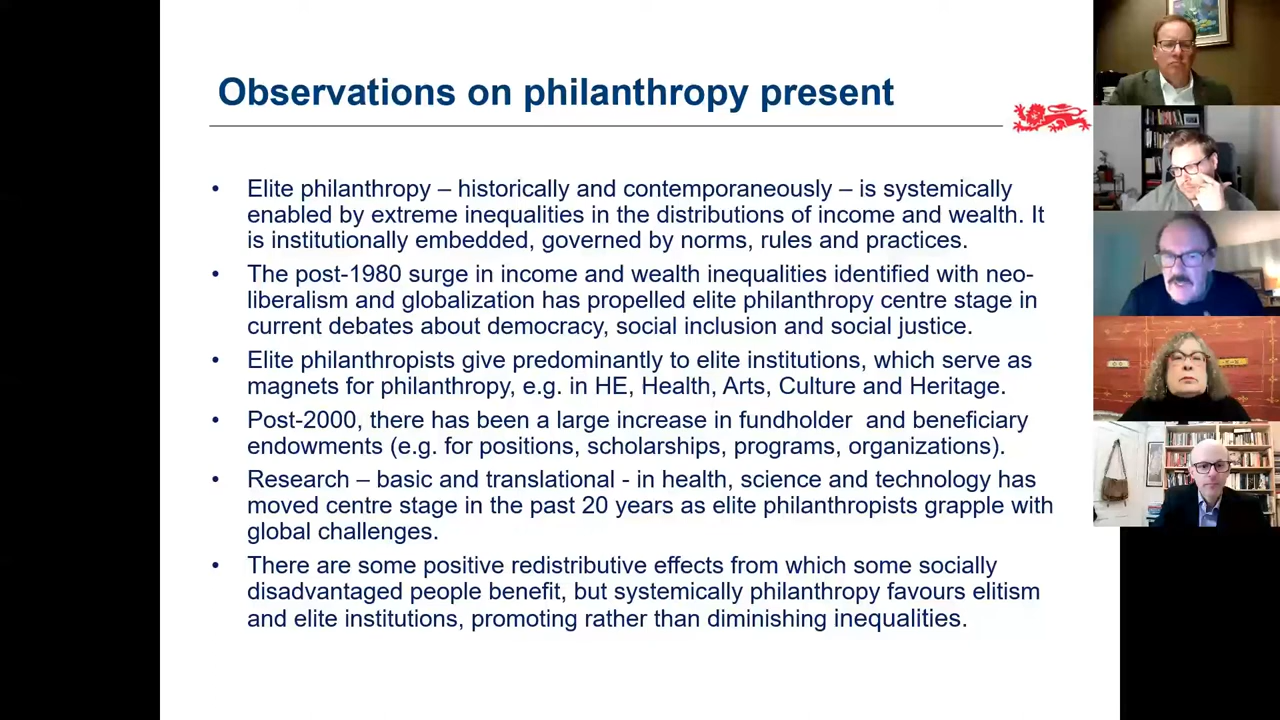 Observations on philanthropy present
• Elite philanthropy – historically and contemporaneously – is systemically
enabled by extreme inequalities in the distributions of income and wealth. It
is institutionally embedded, governed by norms, rules and practices.
• The post-1980 surge in income and wealth inequalities identified with neo-
liberalism and globalization has propelled elite philanthropy centre stage in
current debates about democracy, social inclusion and social justice.
• Elite philanthropists give predominantly to elite institutions, which serve as
magnets for philanthropy, e.g. in HE, Health, Arts, Culture and Heritage.
• Post-2000, there has been a large increase in fundholder and beneficiary
endowments (e.g. for positions, scholarships, programs, organizations).
• Research – basic and translational - in health, science and technology has
moved centre stage in the past 20 years as elite philanthropists grapple with
global challenges.
• There are some positive redistributive effects from which some socially
disadvantaged people benefit, but systemically philanthropy favours elitism
and elite institutions, promoting rather than diminishing inequalities.